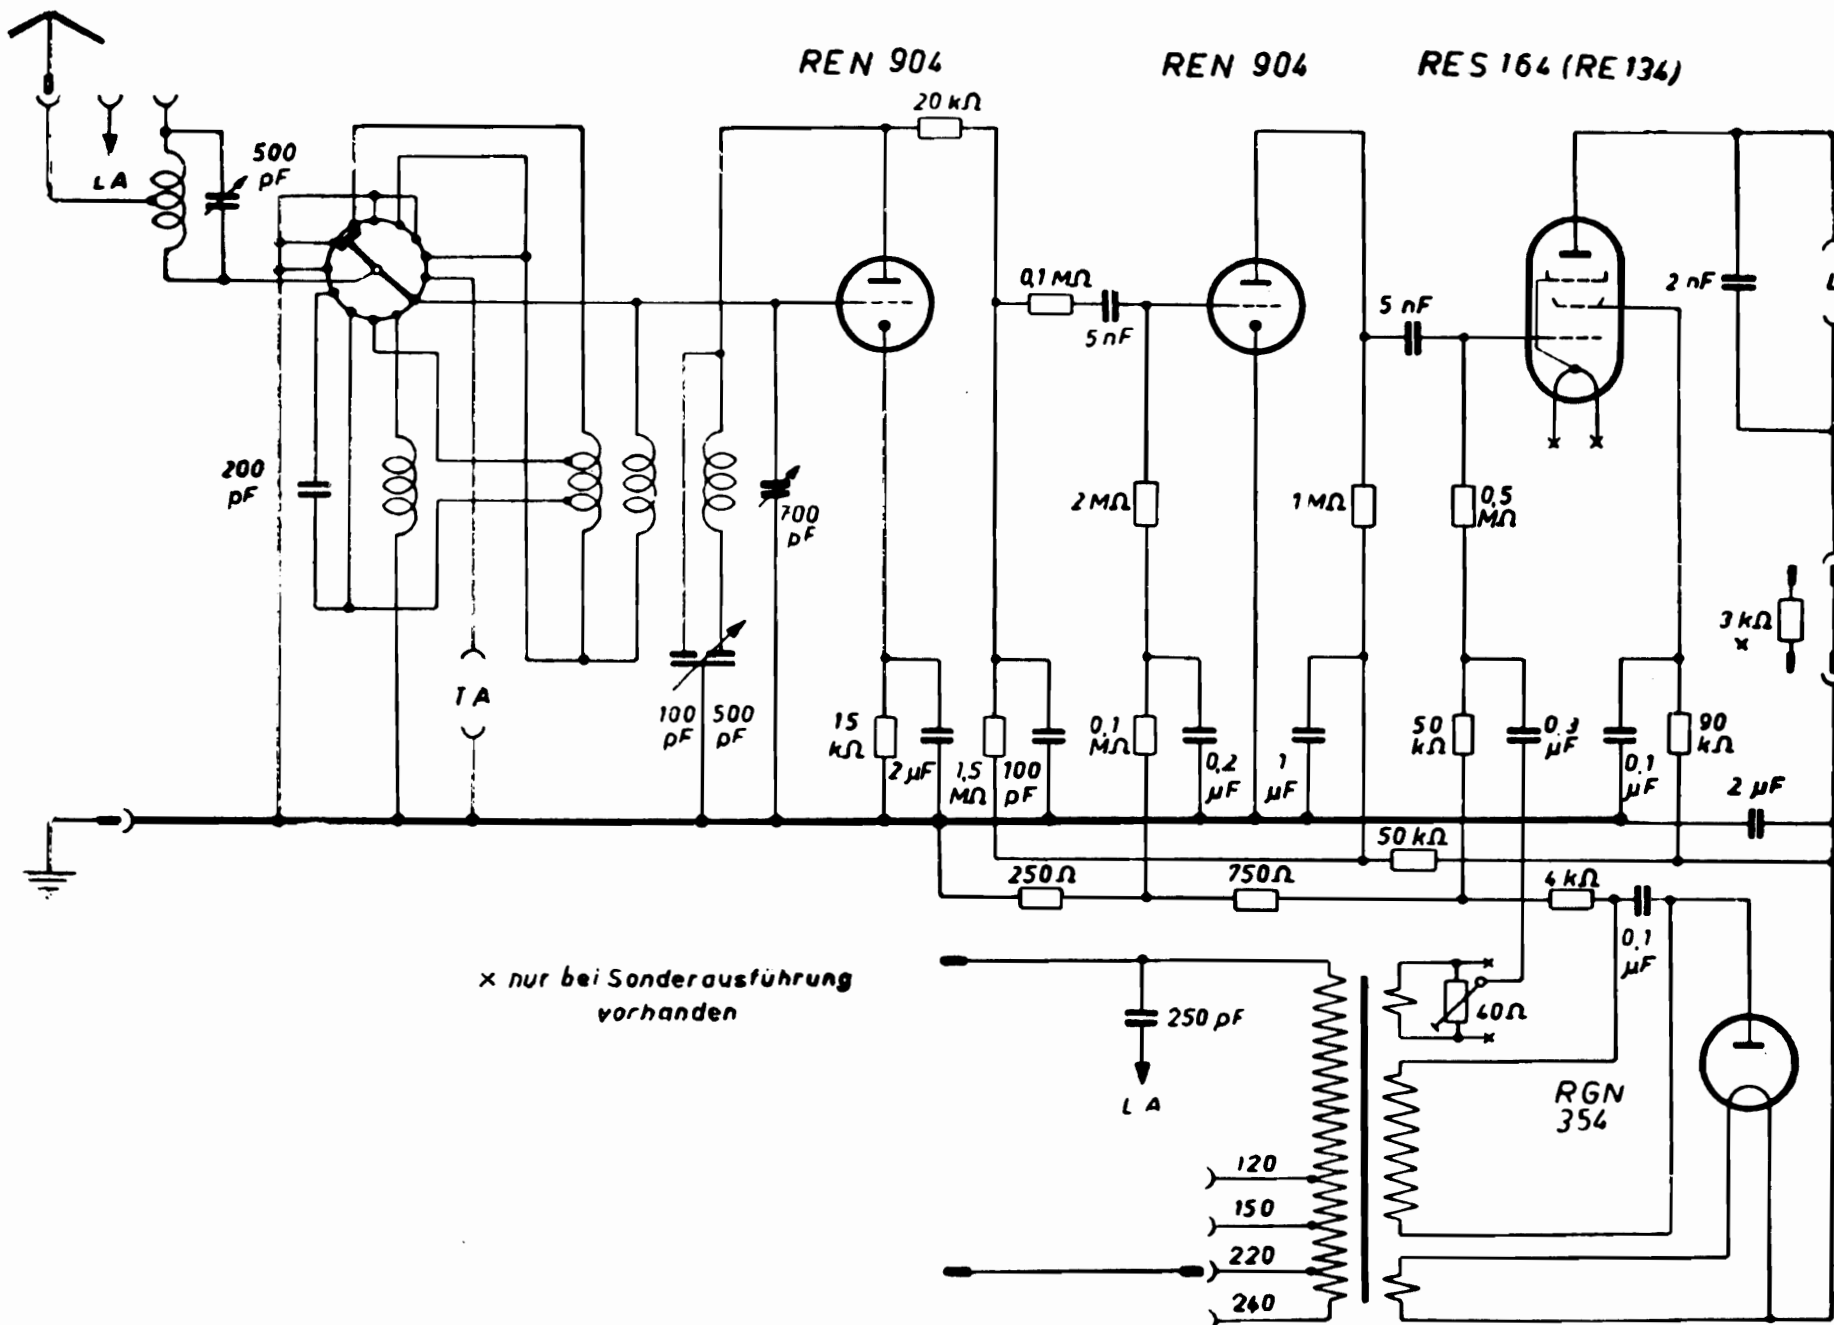 REN 904
REN 904
RES 164 (RE 134)
20 kΩ
500
pF
LA
0,1 MΩ
5 nF
5 nF
2 nF
200
pF
700
pF
2 MΩ
1 MΩ
0,5
MΩ
3 kΩ
x
TA
100
pF
500
pF
15
kΩ
2 µF
1,5
MΩ
100
pF
0,1
MΩ
0,2
µF
1
µF
50
kΩ
0,3
µF
0,1
µF
90
kΩ
2 µF
50 kΩ
250 Ω
750 Ω
4 kΩ
0,1
µF
x nur bei Sonderausführung
vorhanden
250 pF
LA
40 Ω
RGN
354
120
150
220
240